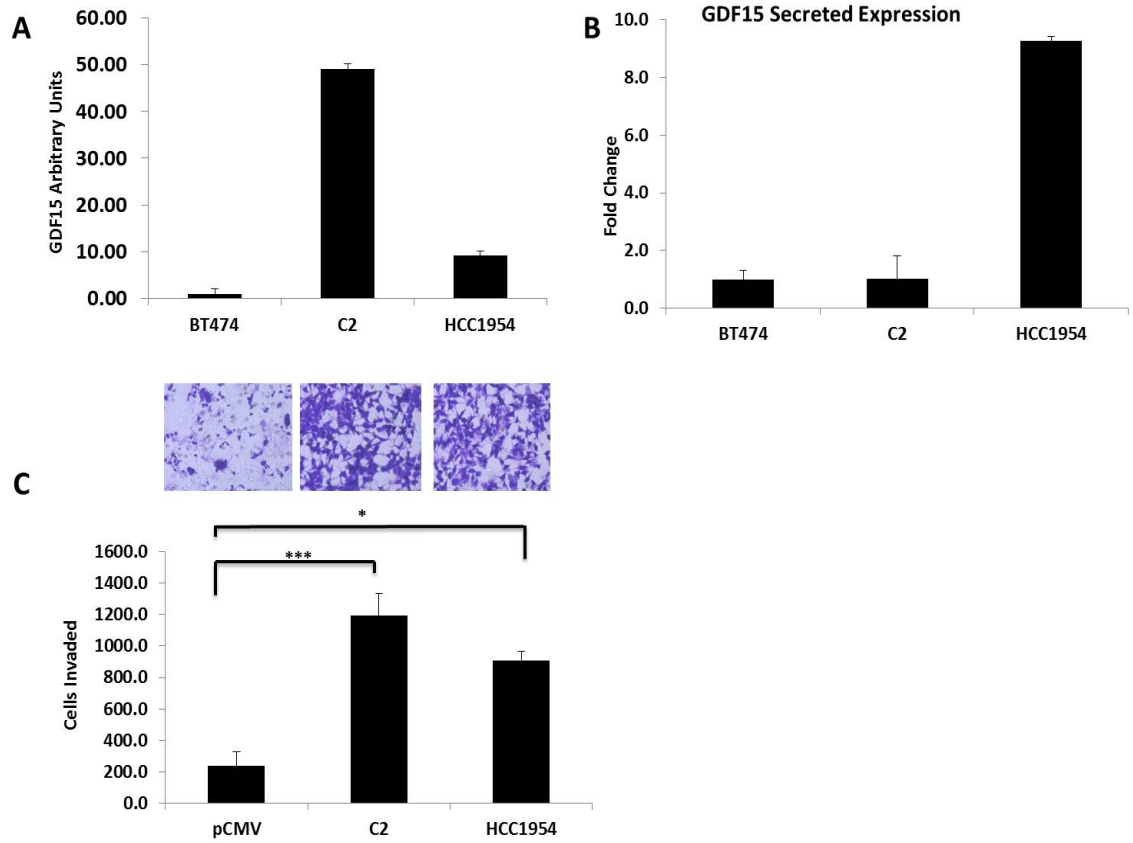 A
60.00
50.00
40.00
30.00
20.00
10.00
0.00
GDF15 Arbitrary Units
BT474 C2 HCC1954
B
GDF15 Secreted Expression
10.0
8.0
6.0
4.0
2.0
0.0
Fold Change
BT474 C2 HCC1954
C
*
***
1600.0
1400.0
1200.0
1000.0
800.0
600.0
400.0
200.0
0.0
Cells Invaded
pCMV C2 HCC1954